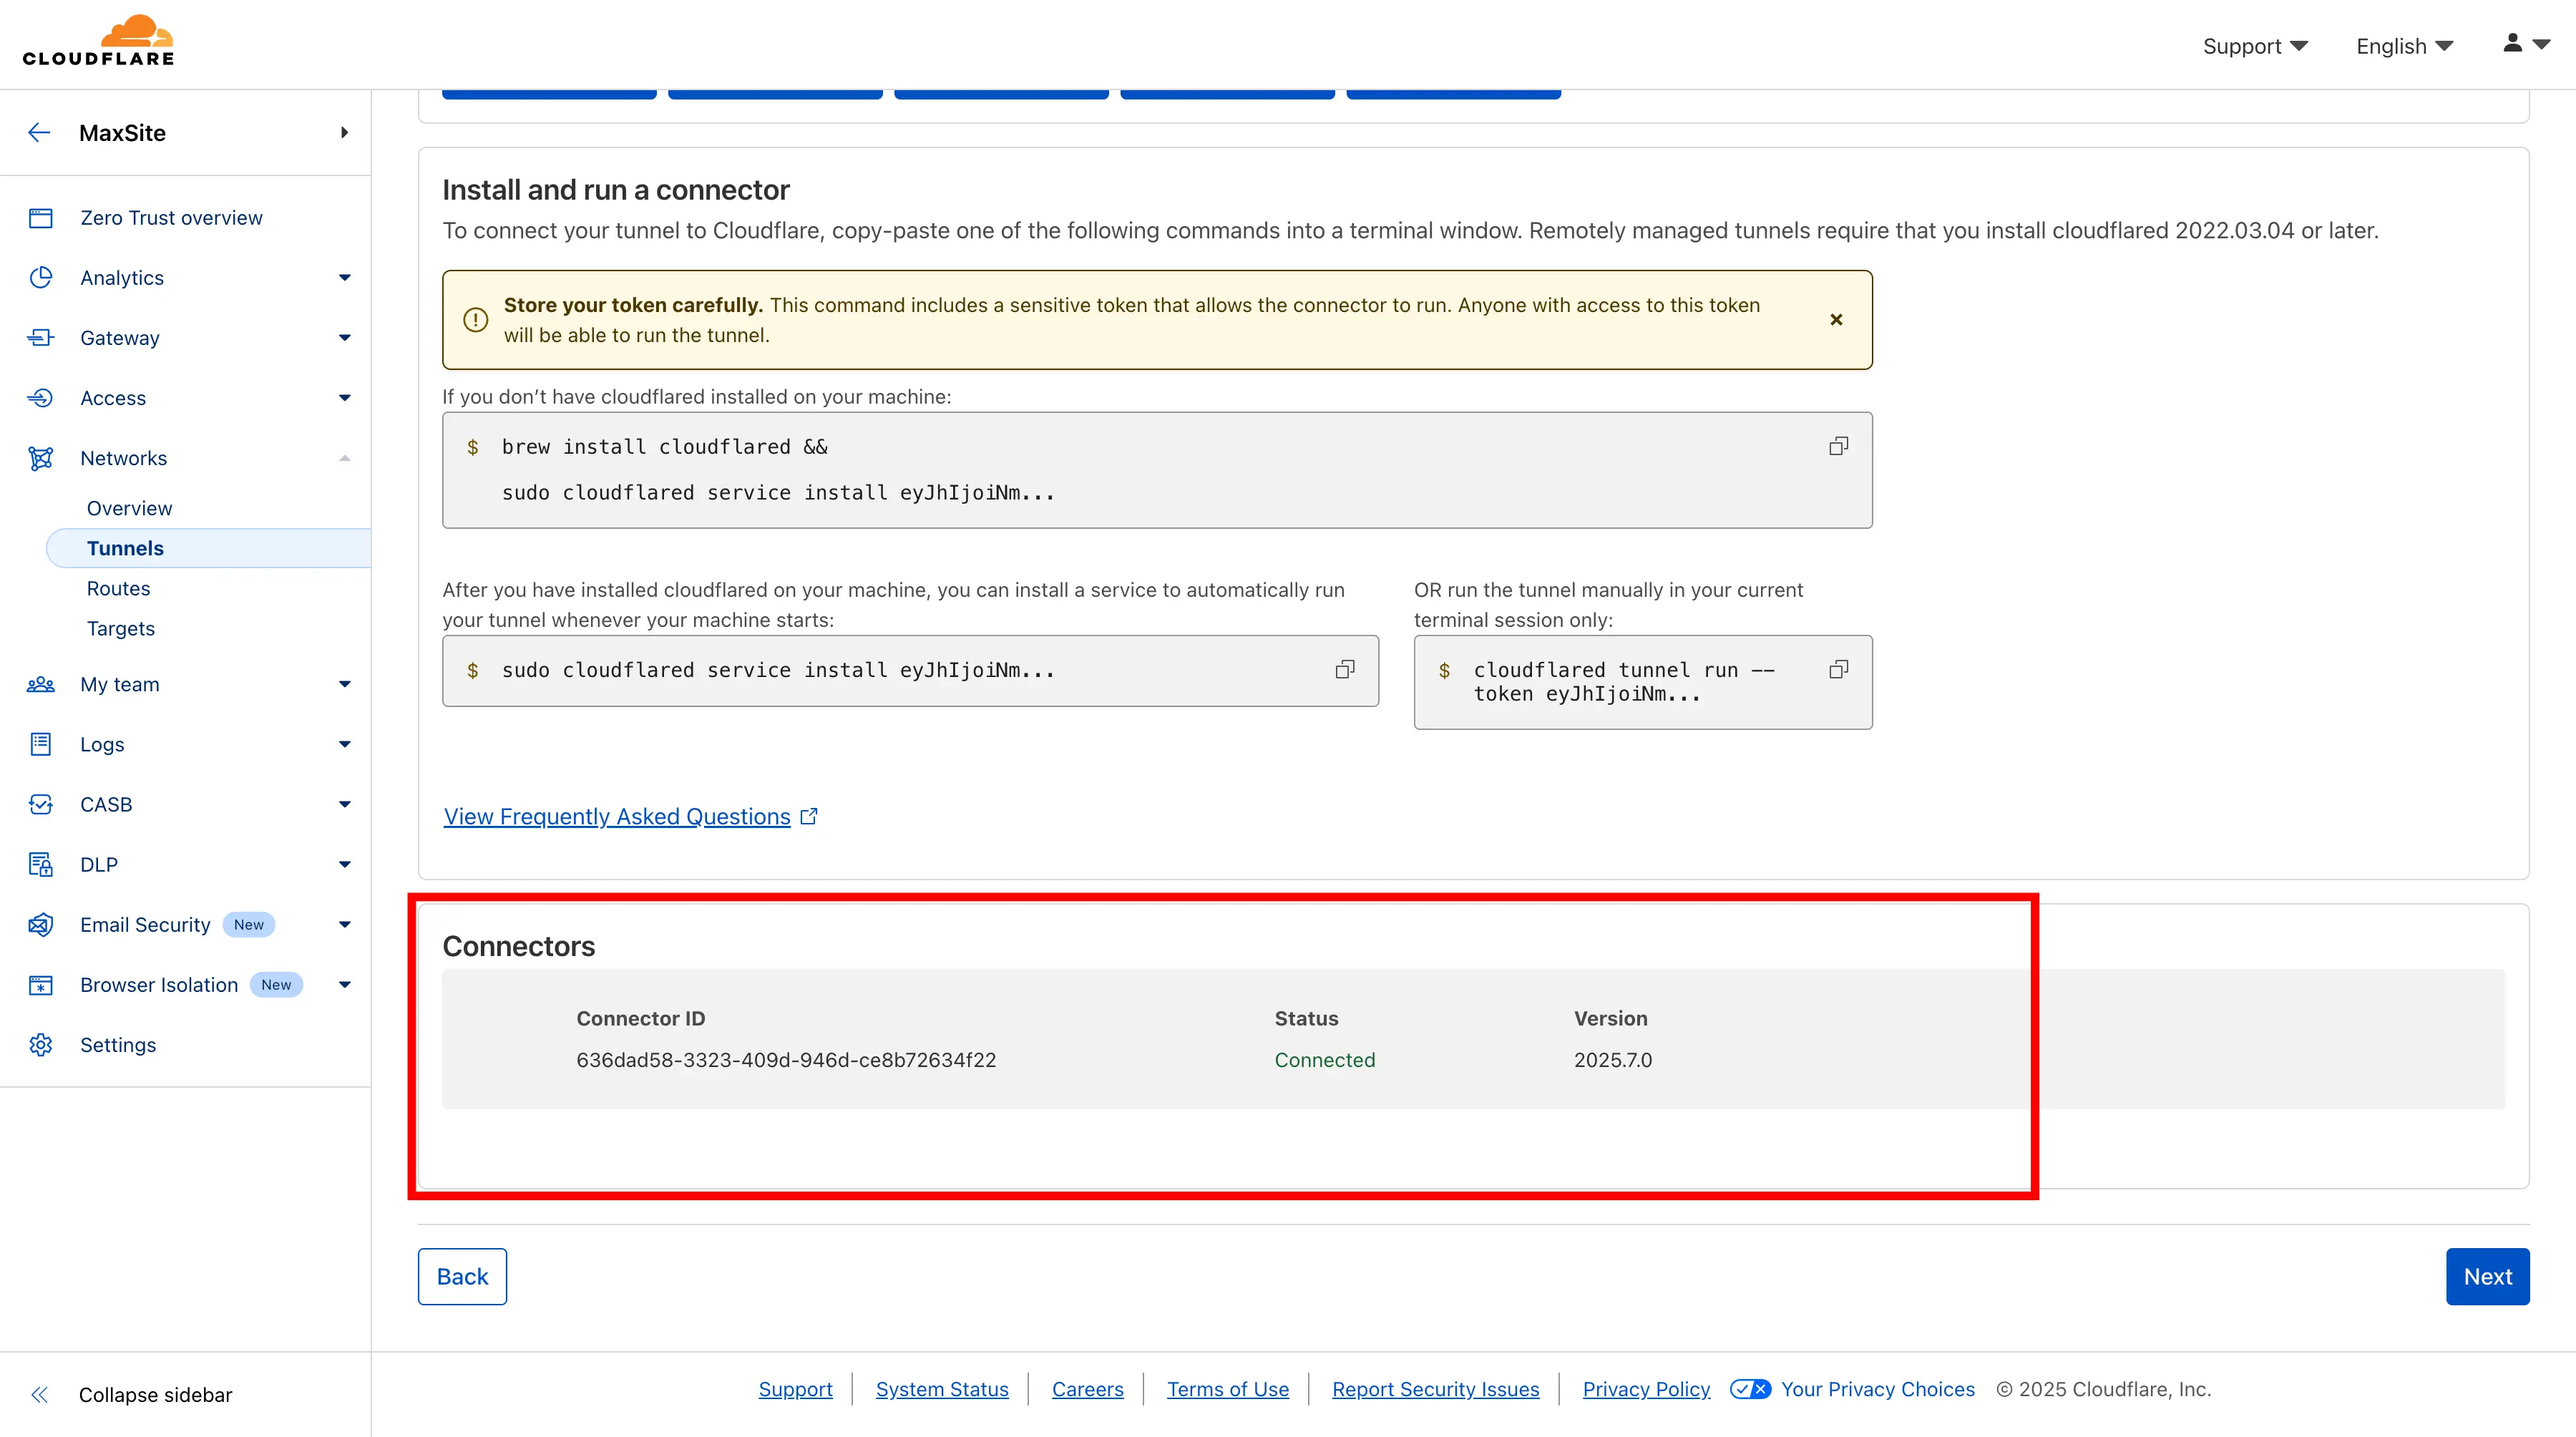 CLOUDFLARE
Support
English
MaxSite
Zero Trust overview
Analytics
Gateway
Access
Networks
Overview
Tunnels
Routes
Targets
My team
Logs
CASB
DLP
Email Security New
Browser Isolation New
Settings
Collapse sidebar
Install and run a connector
To connect your tunnel to Cloudflare, copy-paste one of the following commands into a terminal window. Remotely managed tunnels require that you install cloudflared 2022.03.04 or later.
Store your token carefully. This command includes a sensitive token that allows the connector to run. Anyone with access to this token
will be able to run the tunnel.
If you don’t have cloudflared installed on your machine:
$ brew install cloudflared &&
sudo cloudflared service install eyJhIjoiNm...
After you have installed cloudflared on your machine, you can install a service to automatically run
your tunnel whenever your machine starts:
$ sudo cloudflared service install eyJhIjoiNm...
OR run the tunnel manually in your current
terminal session only:
$ cloudflared tunnel run --
token eyJhIjoiNm...
View Frequently Asked Questions
Connectors
Connector ID Status Version
636dad58-3323-409d-946d-ce8b72634f22 Connected 2025.7.0
Back
Next
Support System Status Careers Terms of Use Report Security Issues Privacy Policy Your Privacy Choices © 2025 Cloudflare, Inc.